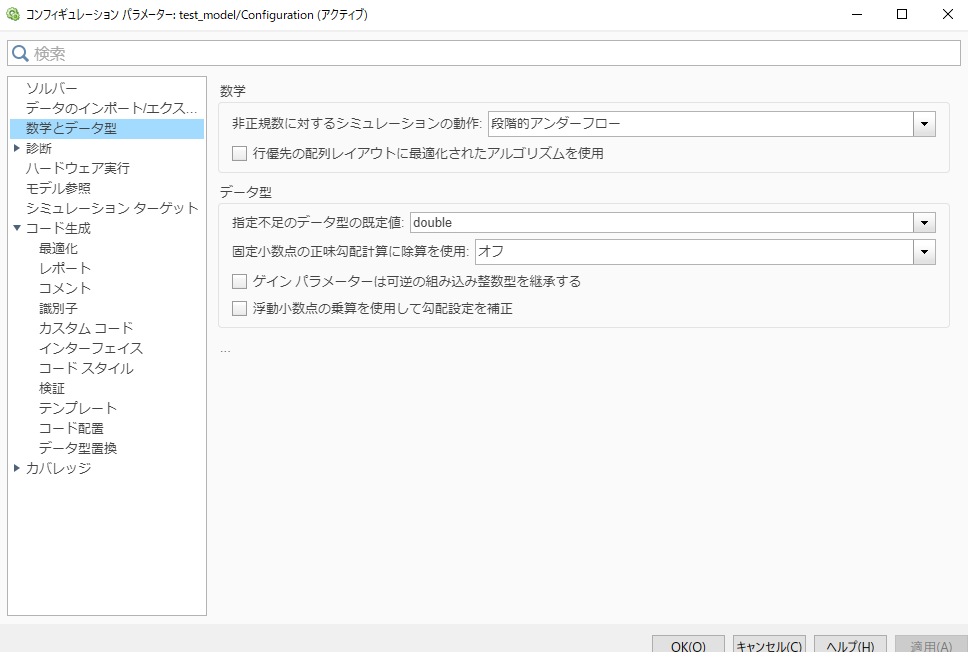 コンフィギュレーション パラメーター: test_model/Configuration (アクティブ)
検索
ソルバー
データのインポート/エクス...
数学とデータ型
診断
ハードウェア実行
モデル参照
シミュレーション ターゲット
コード生成
最適化
レポート
コメント
識別子
カスタム コード
インターフェイス
コード スタイル
検証
テンプレート
コード配置
データ型置換
カバレッジ
数学
非正規数に対するシミュレーションの動作: 段階的アンダーフロー
行優先の配列レイアウトに最適化されたアルゴリズムを使用
データ型
指定不足のデータ型の既定値: double
固定小数点の正味勾配計算に除算を使用: オフ
ゲイン パラメーターは可逆の組み込み整数型を継承する
浮動小数点の乗算を使用して勾配設定を補正
...
OK(O) キャンセル(C) ヘルプ(H) 適用(A)